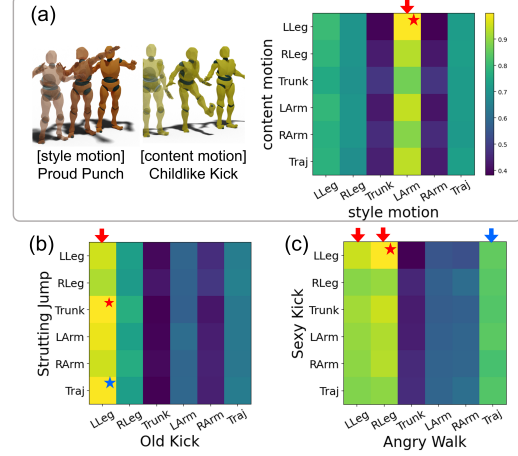 (a)
[style motion]
Proud Punch
[content motion]
Childlike Kick
content motion
LLeg
RLeg
Trunk
LArm
RArm
Traj
LLeg
RLeg
Trunk
LArm
RArm
Traj
style motion
0.9
0.8
0.7
0.6
0.5
0.4
(b)
Strutting Jump
LLeg
RLeg
Trunk
LArm
RArm
Traj
LLeg
RLeg
Trunk
LArm
RArm
Traj
Old Kick
(c)
Sexy Kick
LLeg
RLeg
Trunk
LArm
RArm
Traj
LLeg
RLeg
Trunk
LArm
RArm
Traj
Angry Walk